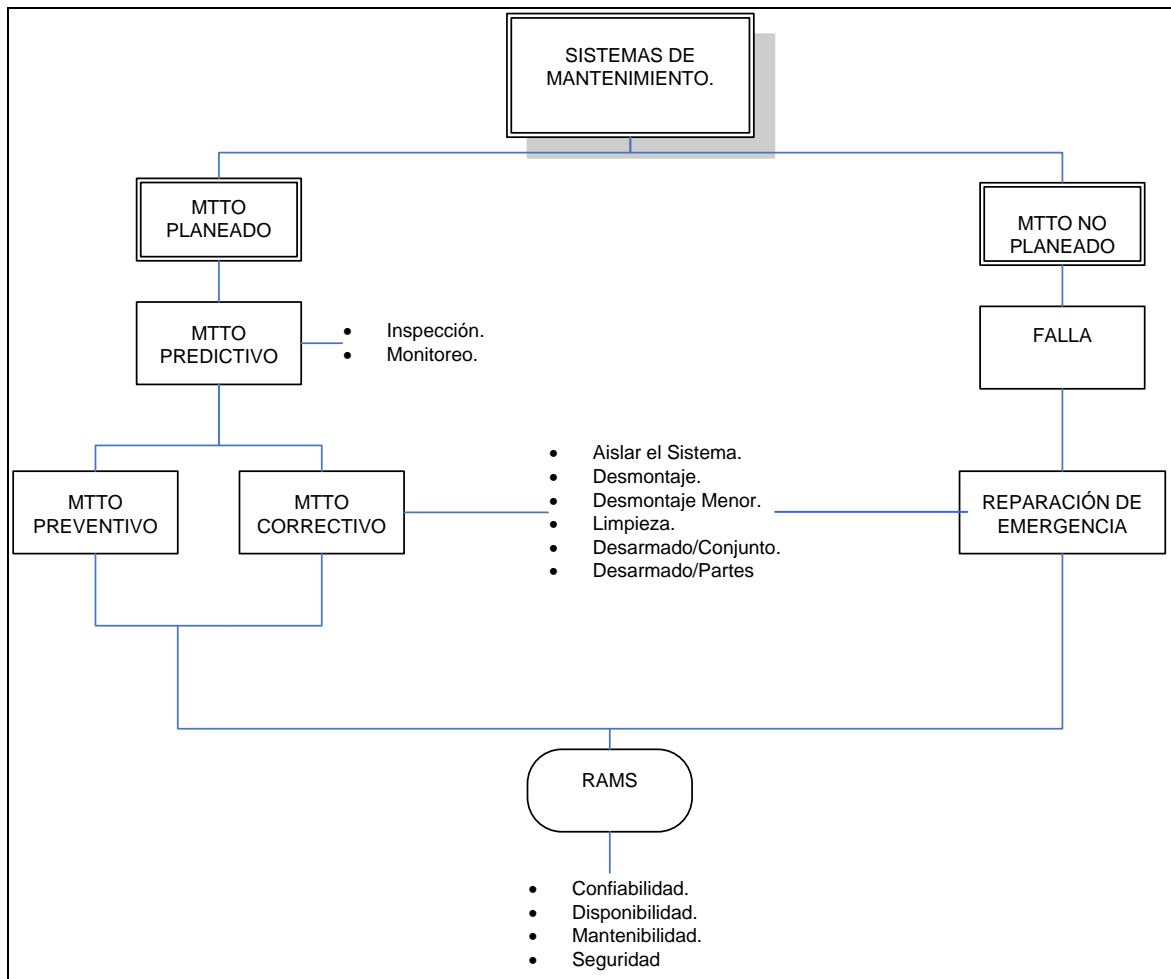 SISTEMAS DE
MANTENIMIENTO.
MTTO
PLANEADO
MTTO NO
PLANEADO
MTTO
PREDICTIVO
• Inspección.
• Monitoreo.
FALLA
MTTO
PREVENTIVO
MTTO
CORRECTIVO
• Aislar el Sistema.
• Desmontaje.
• Desmontaje Menor.
• Limpieza.
• Desarmado/Conjunto.
• Desarmado/Partes
REPARACIÓN DE
EMERGENCIA
RAMS
• Confiabilidad.
• Disponibilidad.
• Mantenibilidad.
• Seguridad